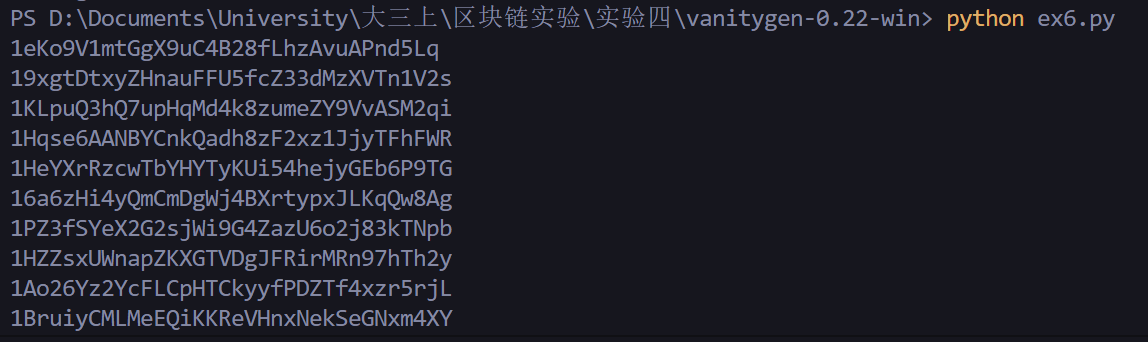 PS D:\Documents\University\大三上\区块链实验\实验四\vanitygen-0.22-win> python ex6.py
1eKo9V1mtGgX9uC4B28fLhzAvuAPnd5Lq
19xgtDtxyZHnauFFU5fcZ33dMzXVTn1V2s
1KLpuQ3hQ7upHqMd4k8zumeZY9VvASM2qi
1Hqse6AANBYCnkQadh8zF2xz1JjyTFhFWR
1HeYXrRzcwTbYHYTyKUi54hejyGEb6P9TG
16a6zHi4yQmCmDgWj4BXrtypxJLKqQw8Ag
1PZ3fSYeX2G2sjWi9G4ZazU6o2j83kTNpb
1HZZsxUWnapZKXGTVDgJFRirMRn97hTh2y
1Ao26Yz2YcFLCpHTCkyyfPDZTf4xzr5rjL
1BruiyCMLMeEQiKKReVHnxNekSeGNxm4XY